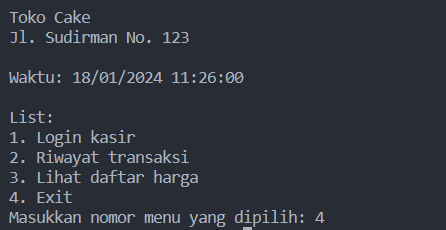 Toko Cake
Jl. Sudirman No. 123
Waktu: 18/01/2024 11:26:00
List:
1. Login kasir
2. Riwayat transaksi
3. Lihat daftar harga
4. Exit
Masukkan nomor menu yang dipilih: 4